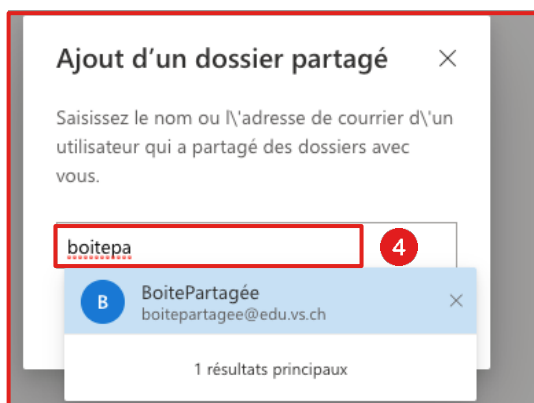 Ajout d’un dossier partagé
Saisissez le nom ou l\'adresse de courrier d\'un
utilisateur qui a partagé des dossiers avec
vous.
boitepa
4
B
BoitePartagée
boitepartagee@edu.vs.ch
1 résultats principaux